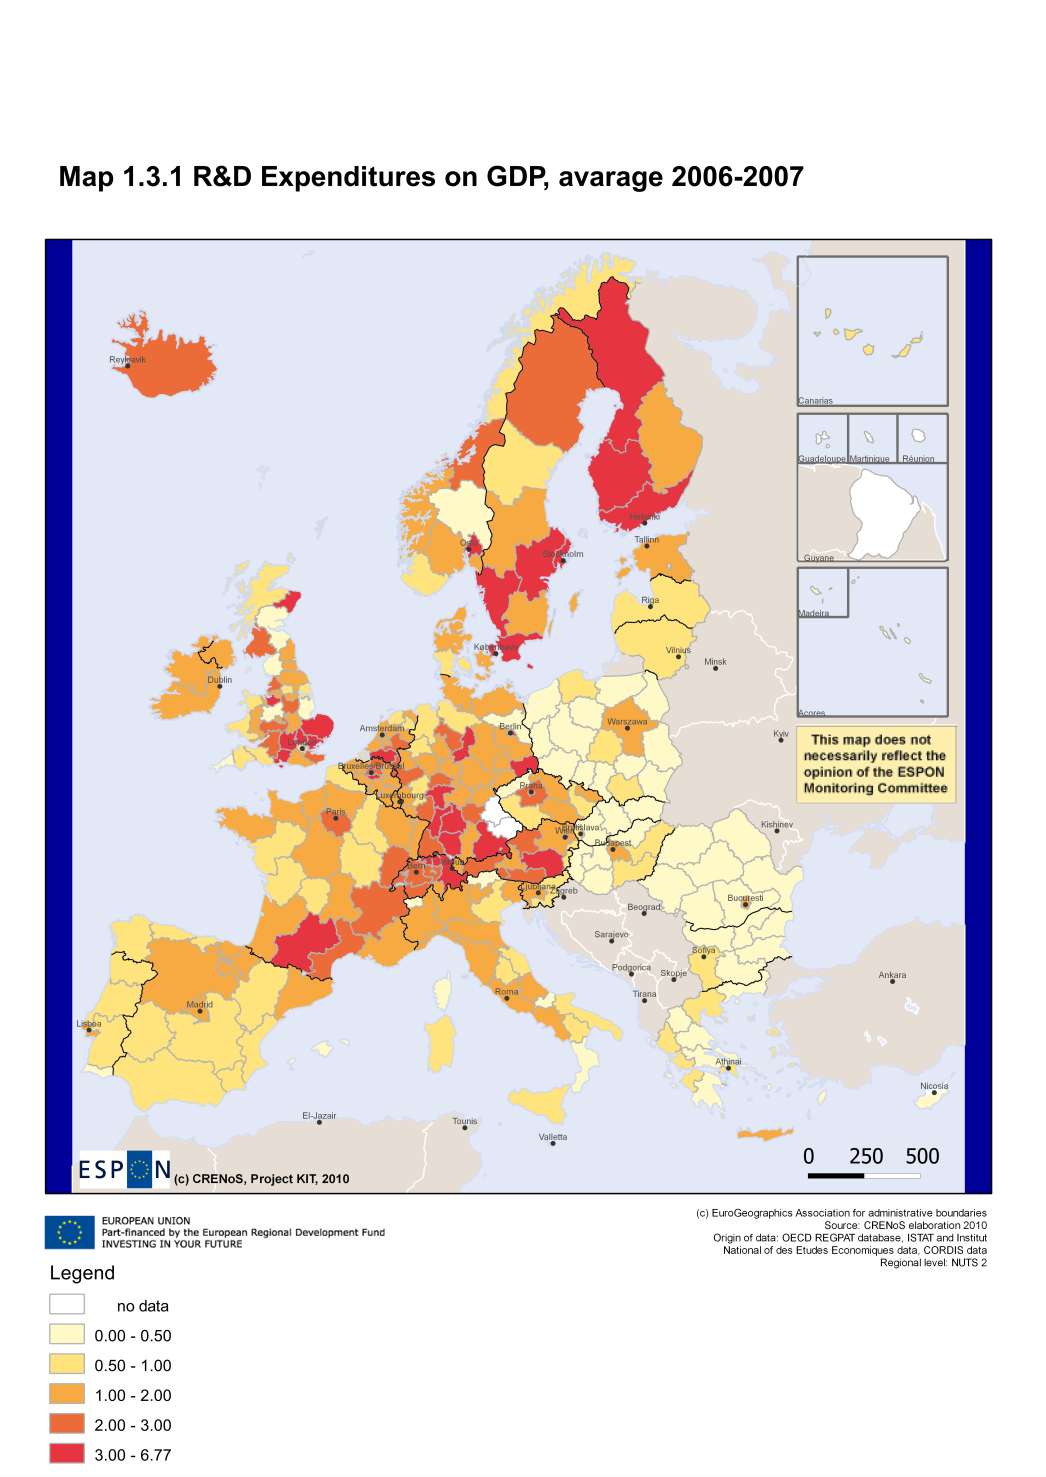 Map 1.3.1 R&D Expenditures on GDP, avarage 2006-2007
Reykjavik
Canarias
Guadeloupe
Martinique
Réunion
Guyane
Madeira
Acores
Helsinki
Tallinn
Oslo
Stockholm
Riga
København
Vilnius
Minsk
Dublin
Amsterdam
Berlin
Warszawa
London
Kyiv
This map does not
necessarily reflect the
opinion of the ESPON
Monitoring Committee
Bruxelles/Brussel
Praha
Luxembourg
Paris
Kishinev
Wien
Bratislava
Budapest
Bern
Vaduz
Ljubljana
Zagreb
Bucuresti
Beograd
Sarajevo
Sofiya
Podgorica
Skopje
Ankara
Roma
Tirana
Madrid
Lisboa
Athinai
Nicosia
El-Jazair
Tounis
Valletta
0 250 500
ESPON
(c) CRENoS, Project KIT, 2010
EUROPEAN UNION
Part-financed by the European Regional Development Fund
INVESTING IN YOUR FUTURE
(c) EuroGeographics Association for administrative boundaries
Source: CRENoS elaboration 2010
Origin of data: OECD REGPAT database, ISTAT and Institut
National of des Etudes Economiques data, CORDIS data
Regional level: NUTS 2
Legend
no data
0.00 - 0.50
0.50 - 1.00
1.00 - 2.00
2.00 - 3.00
3.00 - 6.77